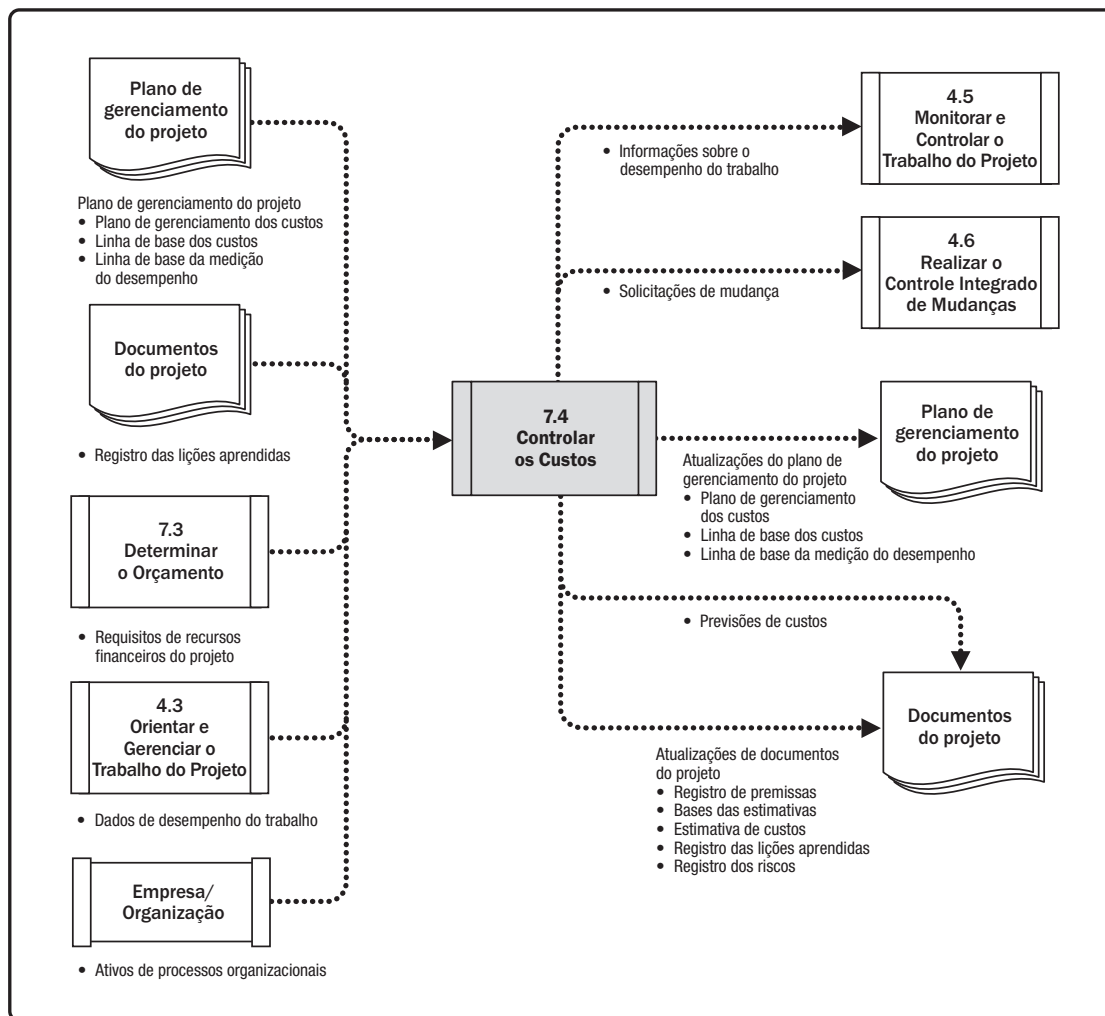 Plano de
gerenciamento
do projeto
Plano de gerenciamento do projeto
• Plano de gerenciamento dos custos
• Linha de base dos custos
• Linha de base da medição
do desempenho
Documentos
do projeto
• Registro das lições aprendidas
7.3
Determinar
o Orçamento
• Requisitos de recursos
financeiros do projeto
4.3
Orientar e
Gerenciar o
Trabalho do Projeto
• Dados de desempenho do trabalho
Empresa/
Organização
• Ativos de processos organizacionais
7.4
Controlar
os Custos
• Informações sobre o
desempenho do trabalho
4.5
Monitorar e
Controlar o
Trabalho do Projeto
• Solicitações de mudança
4.6
Realizar o
Controle Integrado
de Mudanças
Atualizações do plano de
gerenciamento do projeto
• Plano de gerenciamento
dos custos
• Linha de base dos custos
• Linha de base da medição do desempenho
Plano de
gerenciamento
do projeto
• Previsões de custos
Atualizações de documentos
do projeto
• Registro de premissas
• Bases das estimativas
• Estimativa de custos
• Registro das lições aprendidas
• Registro dos riscos
Documentos
do projeto